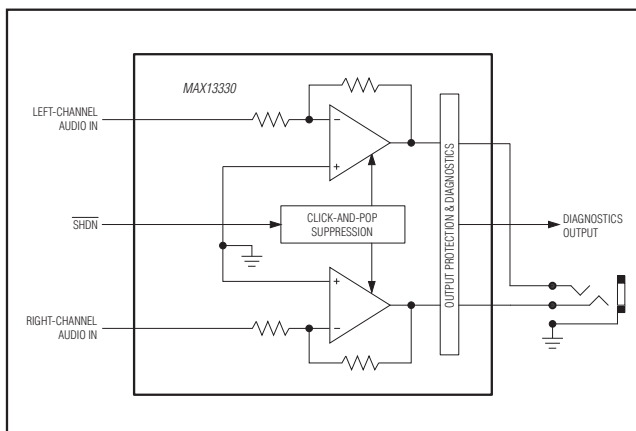 MAX13330
LEFT-CHANNEL
AUDIO IN
−
+
SHDN
CLICK-AND-POP
SUPPRESSION
OUTPUT PROTECTION & DIAGNOSTICS
DIAGNOSTICS
OUTPUT
+
−
RIGHT-CHANNEL
AUDIO IN